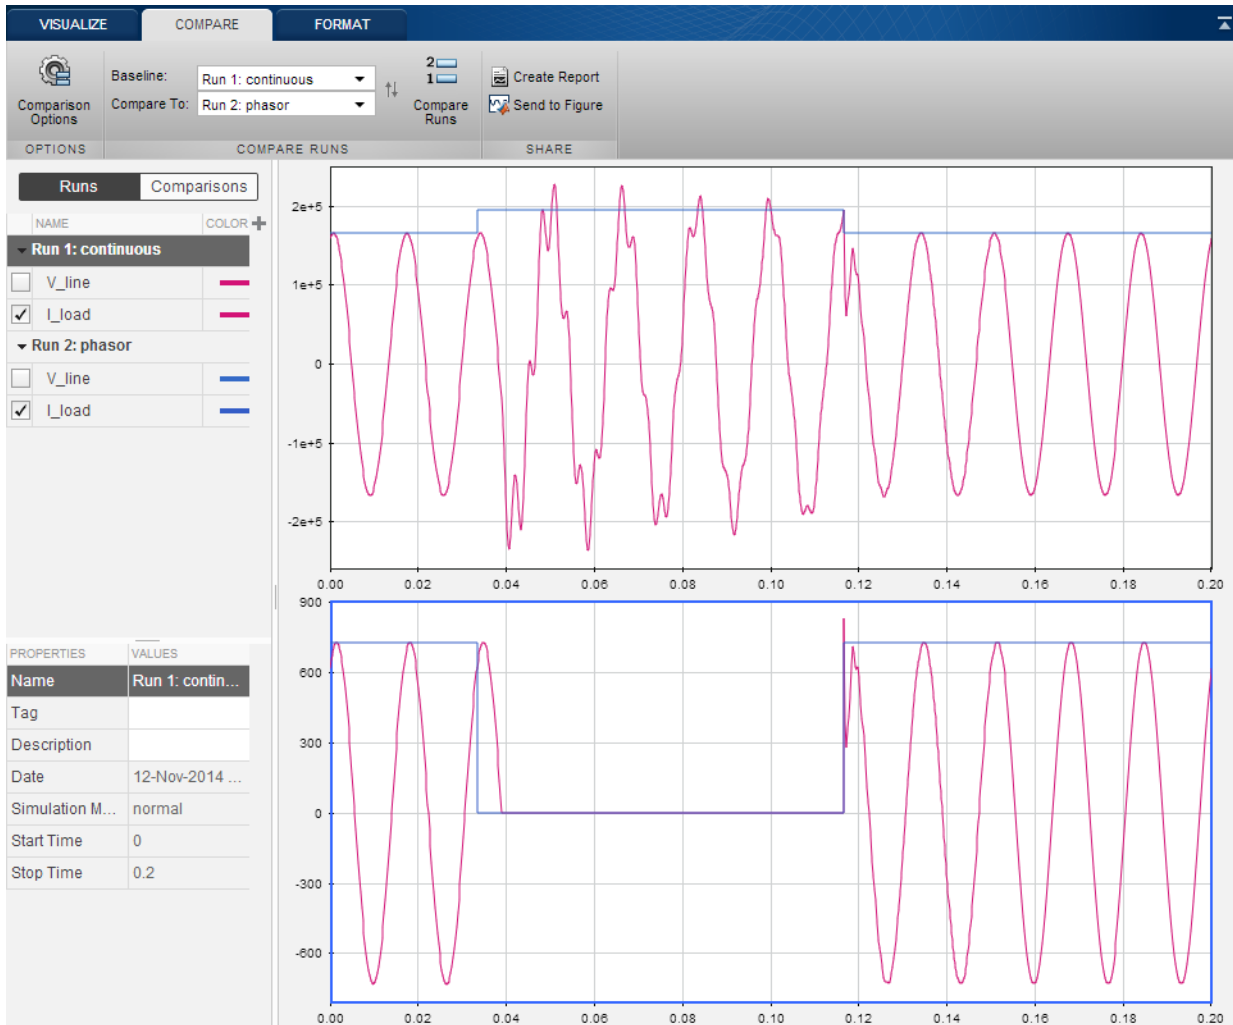 VISUALIZE COMPARE FORMAT
Comparison Options
Baseline: Run 1: continuous
Compare To: Run 2: phasor
2
1
Compare Runs
Create Report
Send to Figure
OPTIONS COMPARE RUNS SHARE
Runs Comparisons
NAME COLOR
Run 1: continuous
V_line
I_load
Run 2: phasor
V_line
I_load
PROPERTIES VALUES
Name Run 1: contin...
Tag
Description
Date 12-Nov-2014 ...
Simulation M... normal
Start Time 0
Stop Time 0.2
2e+5
1e+5
0
-1e+5
-2e+5
0.00 0.02 0.04 0.06 0.08 0.10 0.12 0.14 0.16 0.18 0.20
900
600
300
0
-300
-600
0.00 0.02 0.04 0.06 0.08 0.10 0.12 0.14 0.16 0.18 0.20